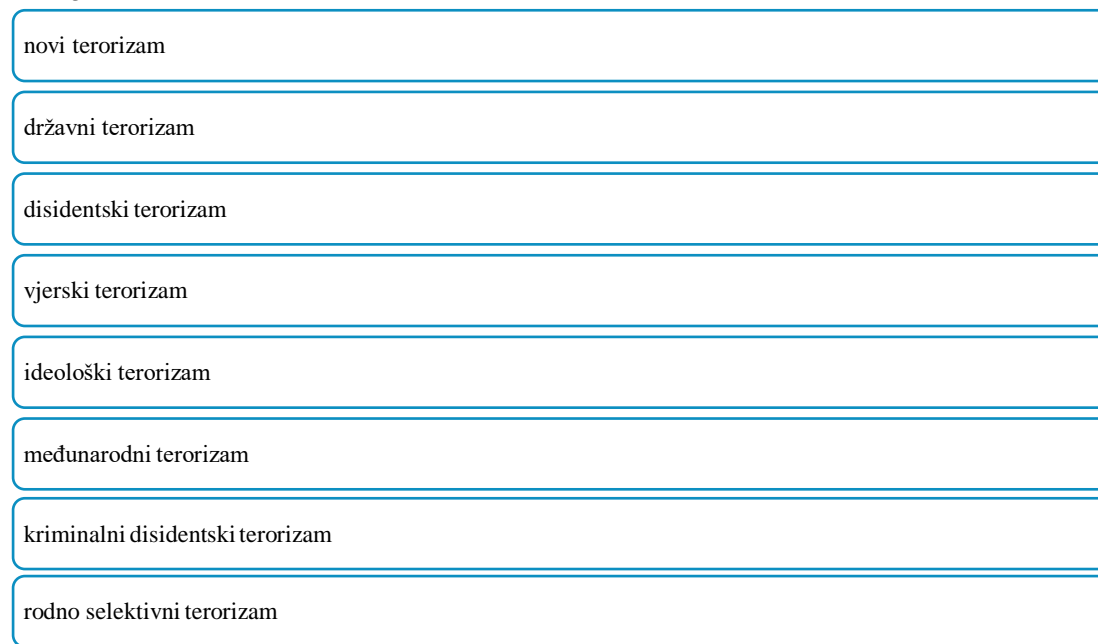 novi terorizam
državni terorizam
disidentski terorizam
vjerski terorizam
ideološki terorizam
međunarodni terorizam
kriminalni disidentski terorizam
rodno selektivni terorizam